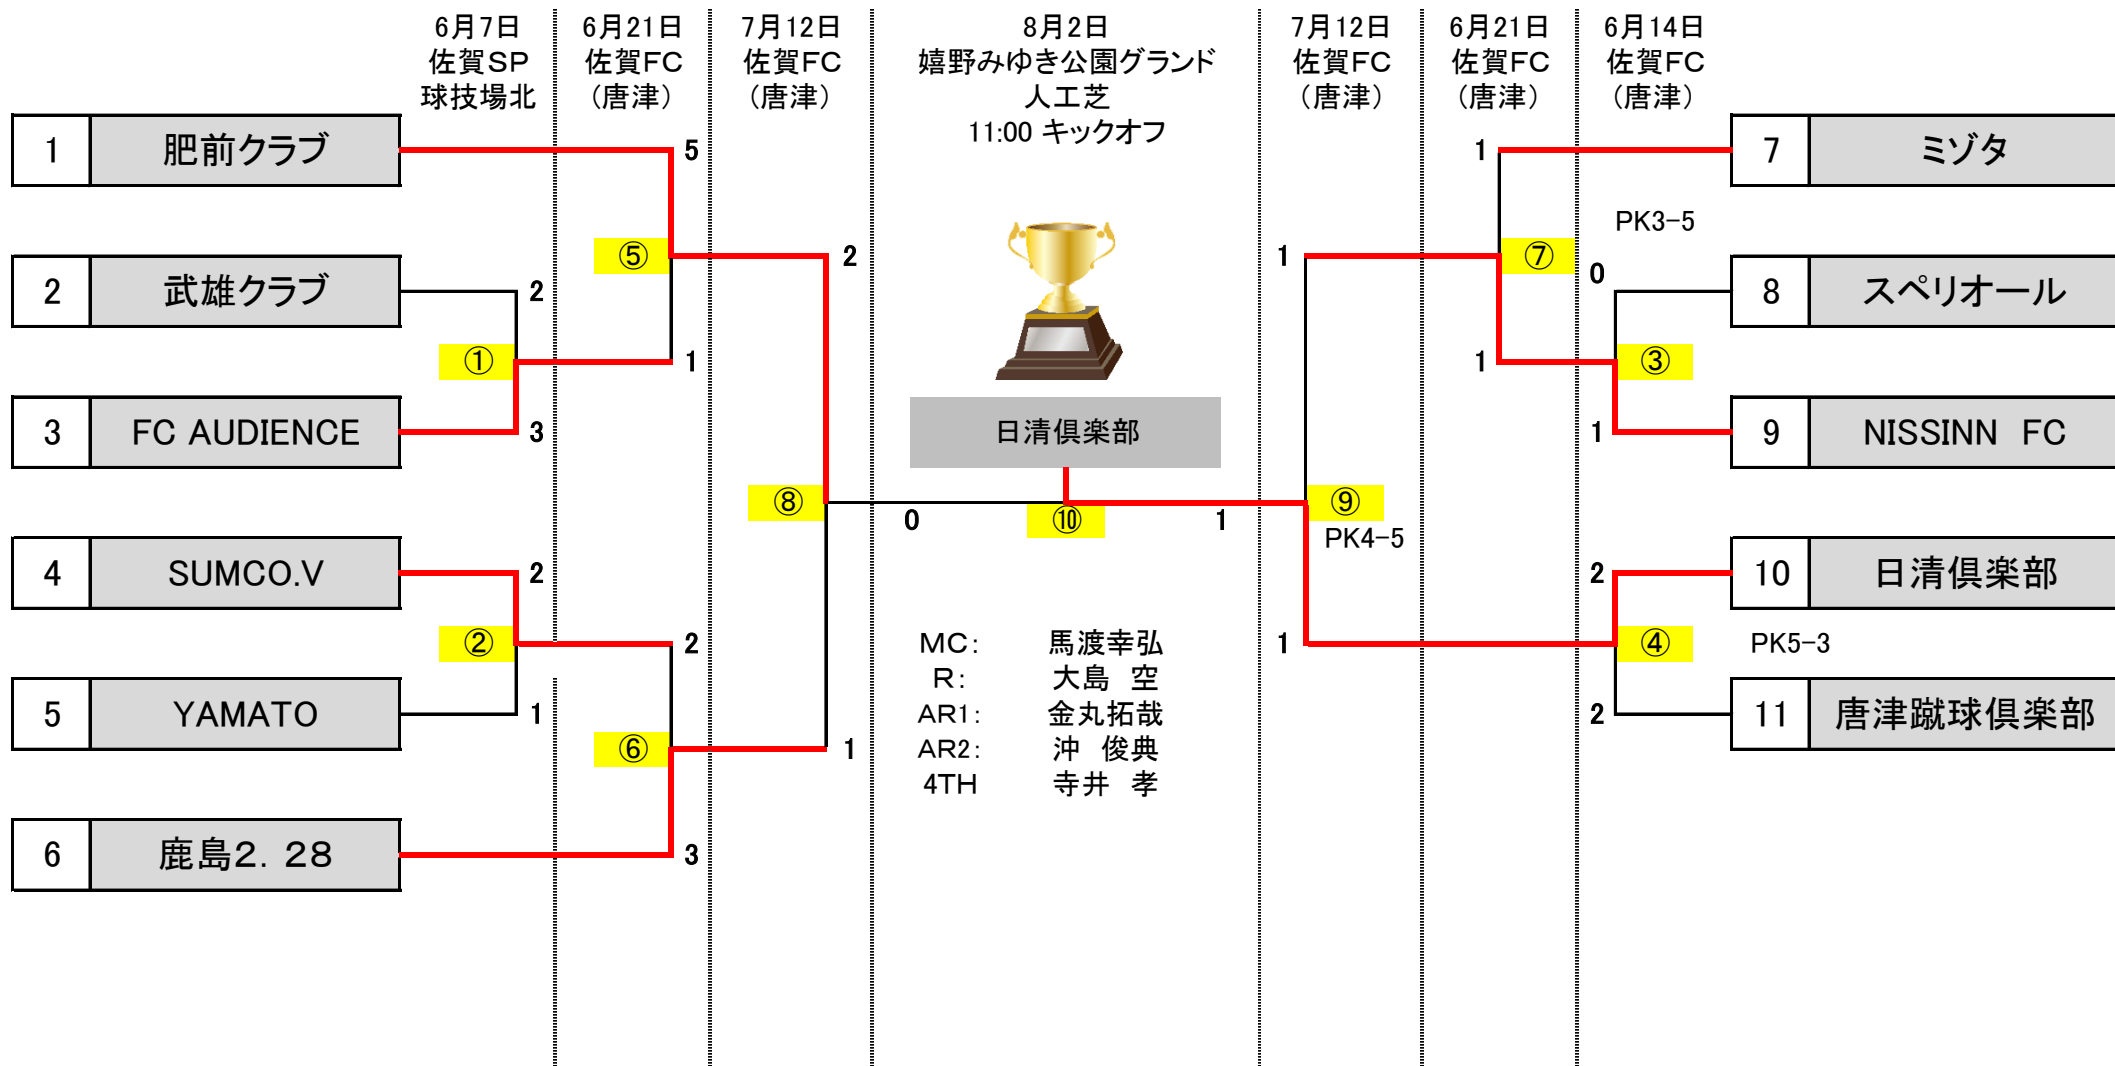 6月7日
佐賀SP
球技場北
6月21日
佐賀FC
（唐津）
7月12日
佐賀FC
（唐津）
8月2日
嬉野みゆき公園グランド
人工芝
11:00 キックオフ
7月12日
佐賀FC
（唐津）
6月21日
佐賀FC
（唐津）
6月14日
佐賀FC
（唐津）
1 肥前クラブ
5
⑤
2
2 武雄クラブ
2
①
1
3 FC AUDIENCE
3
⑧
4 SUMCO.V
2
②
2
5 YAMATO
1
⑥
1
6 鹿島2．28
3
日清倶楽部
0
⑩
1
MC： 馬渡幸弘
R： 大島 空
AR1： 金丸拓哉
AR2： 沖 俊典
4TH 寺井 孝
1
7 ミゾタ
PK3-5
1
⑦
0
8 スペリオール
1
③
1
9 NISSINN FC
⑨
PK4-5
2
10 日清倶楽部
1
④
PK5-3
2
11 唐津蹴球倶楽部